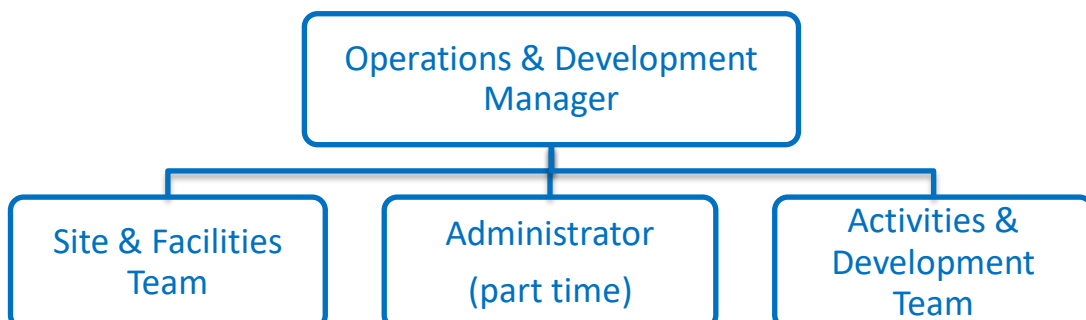 Operations & Development
Manager
Site & Facilities
Team
Administrator
(part time)
Activities &
Development
Team